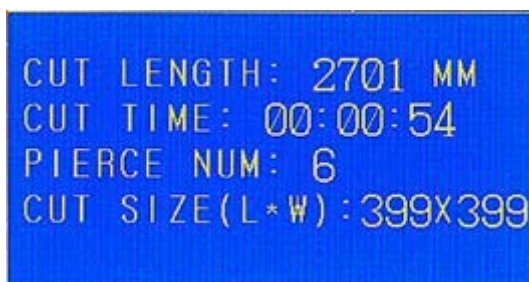 CUT LENGTH: 2701 MM
CUT TIME: 00:00:54
PIERCE NUM: 6
CUT SIZE(L*W):399X399